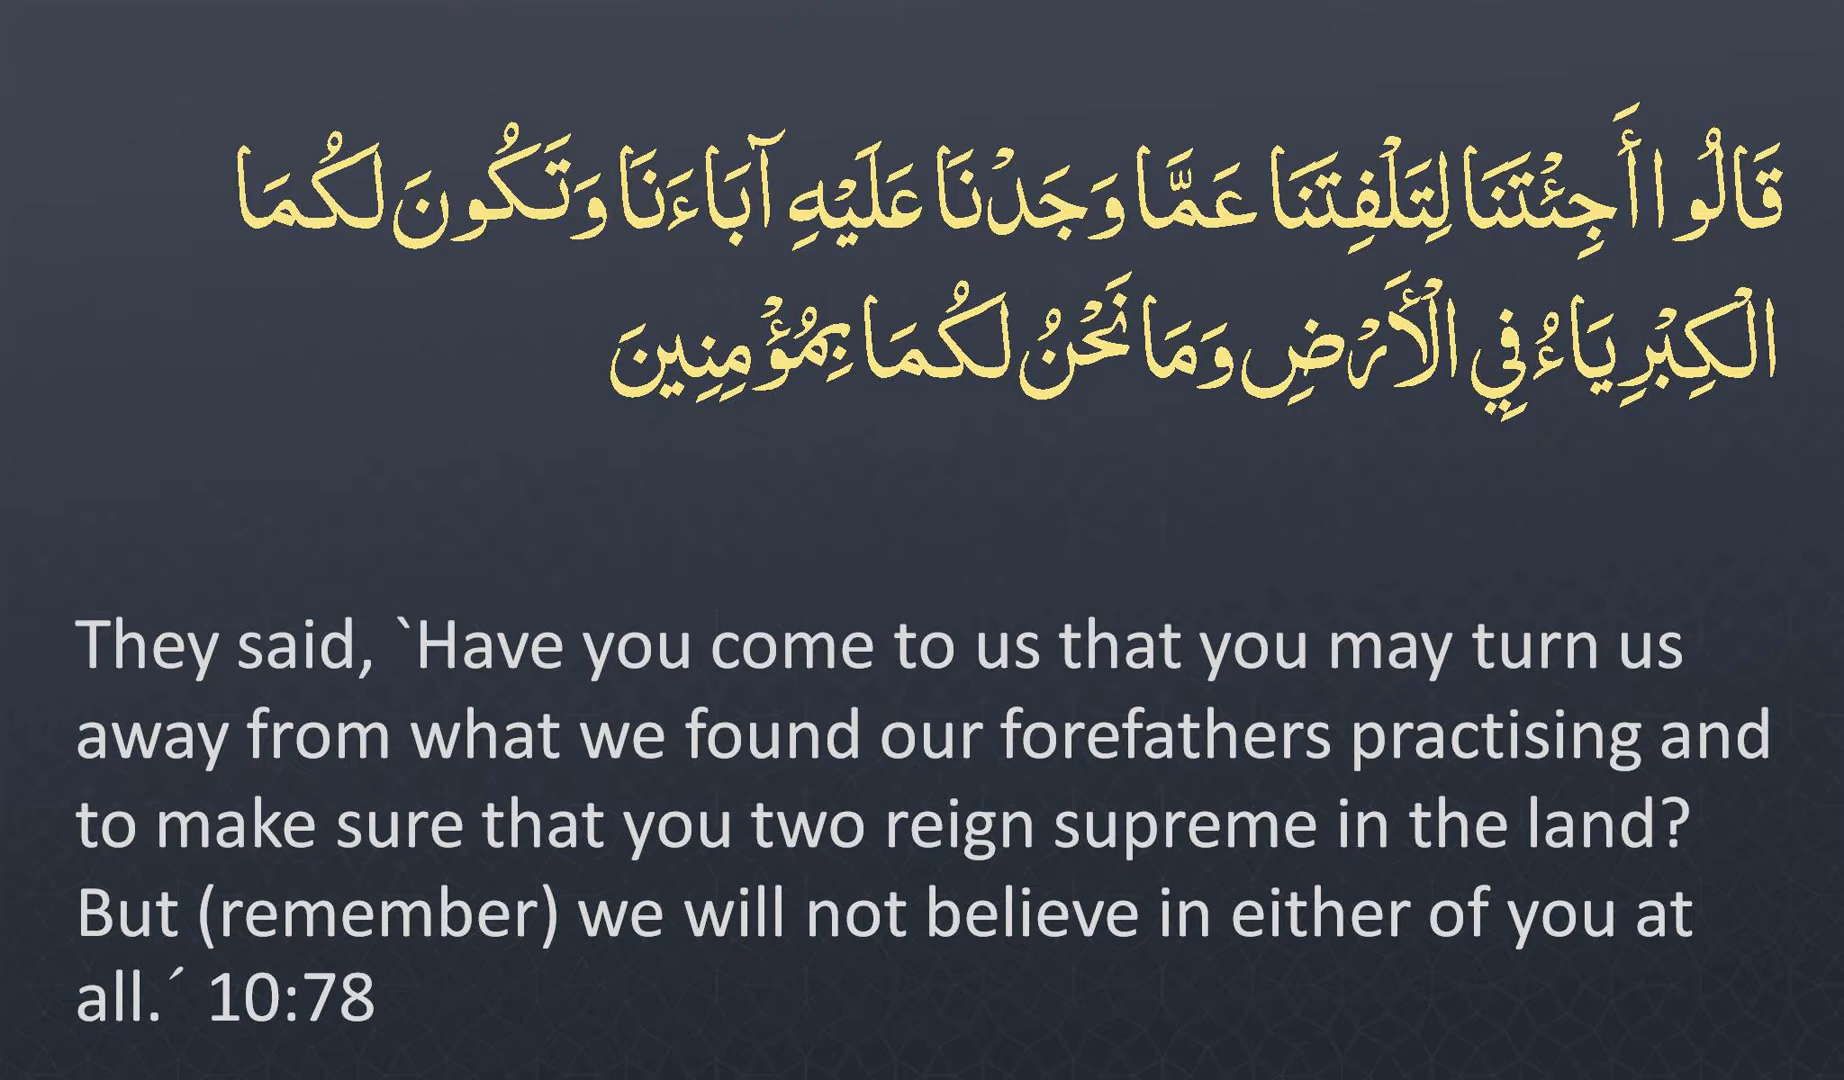 قَالُوا أَجِئْتَنَا لِتَلْفِتَنَا عَمَّا وَجَدْنَا عَلَيْهِ آبَاءَنَا وَتَكُونَ لَكُمَا
الْكِبْرِيَاءُ فِي الْأَرْضِ وَمَا نَحْنُ لَكُمَا بِمُؤْمِنِينَ
They said, `Have you come to us that you may turn us
away from what we found our forefathers practising and
to make sure that you two reign supreme in the land?
But (remember) we will not believe in either of you at
all.´ 10:78